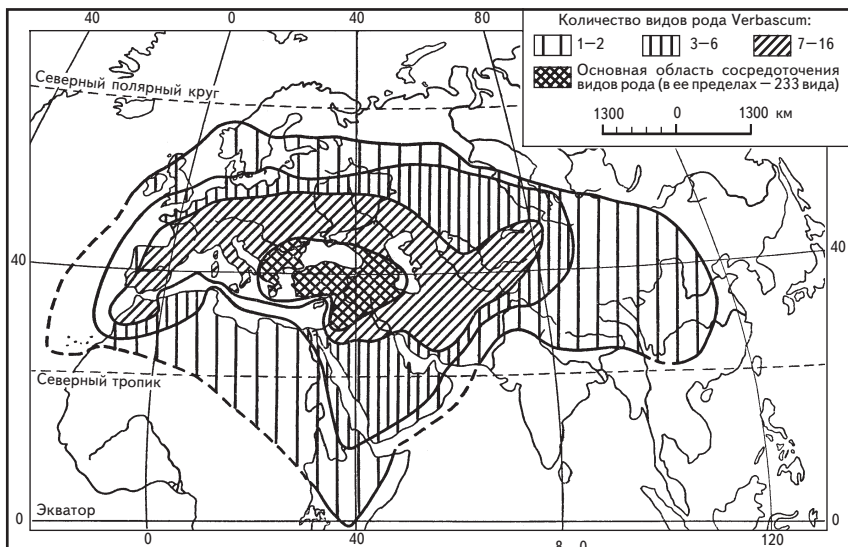 40
0
40
80
Количество видов рода Verbascum:
1–2
3–6
7–16
Основная область сосредоточения
видов рода (в ее пределах – 233 вида)
1300
0
1300 км
Северный полярный круг
40
40
Северный тропик
Экватор
0
0
0
40
8 0
120